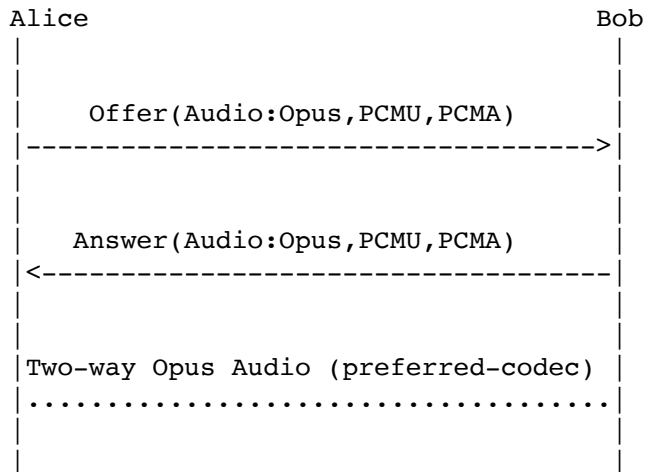 Alice Bob
Offer(Audio:Opus,PCMU,PCMA)
Answer(Audio:Opus,PCMU,PCMA)
Two-way Opus Audio (preferred-codec)